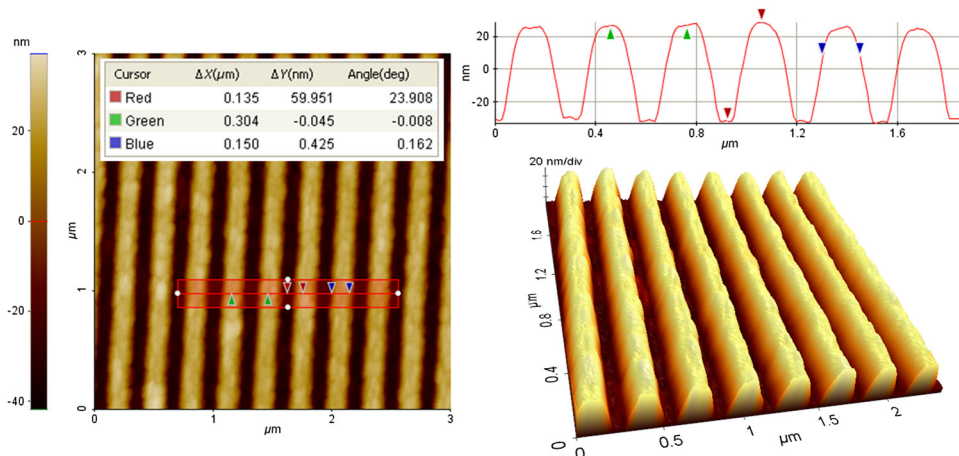 nm
20
0
-20
-40
3
2
1
0
µm
0
1
2
3
µm
Cursor ΔX(µm) ΔY(nm) Angle(deg)
Red 0.135 59.951 23.908
Green 0.304 -0.045 -0.008
Blue 0.150 0.425 0.162
20
0
-20
nm
0 0.4 0.8 1.2 1.6
µm
20 nm/div
1.6
1.2
0.8
0.4
0
µm
0
0.5
1
1.5
2
µm